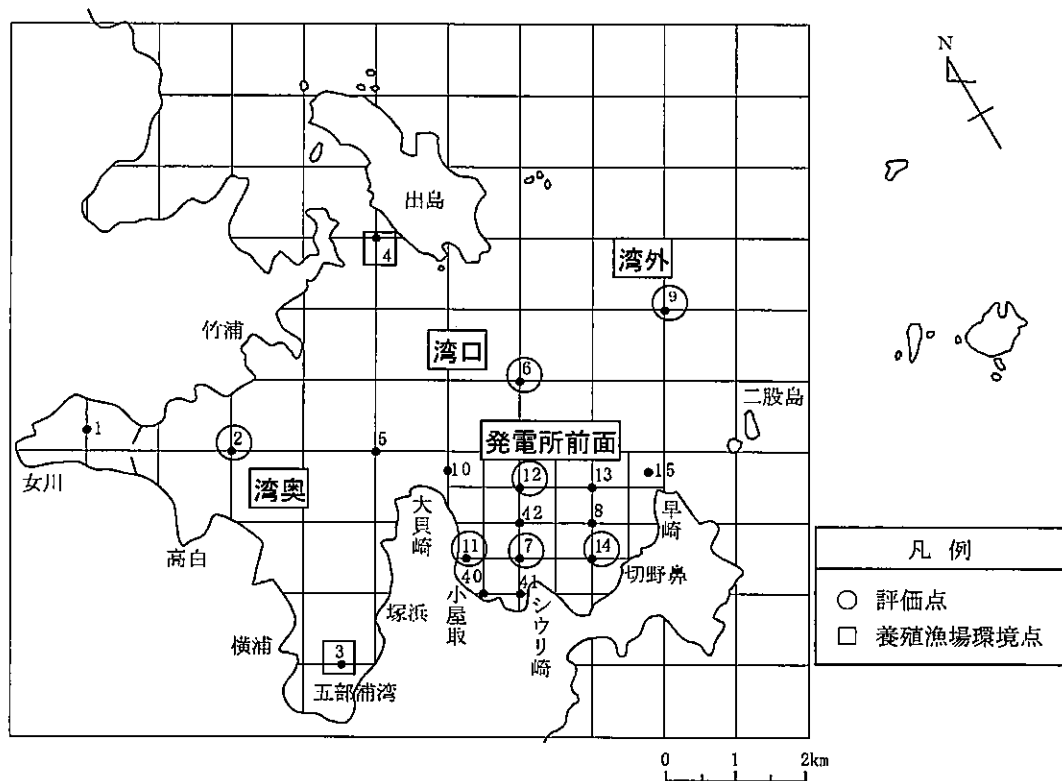 N
出島
4
湾外
9
竹浦
湾口
6
二股島
発電所前面
1
2
5
10
12
13
15
女川
湾奥
大貝崎
42
8
早崎
高白
11
7
14
切野鼻
40
41
小屋取
シウリ崎
塚浜
横浦
3
五部浦湾
凡例
○ 評価点
□ 養殖漁場環境点
0 1 2km